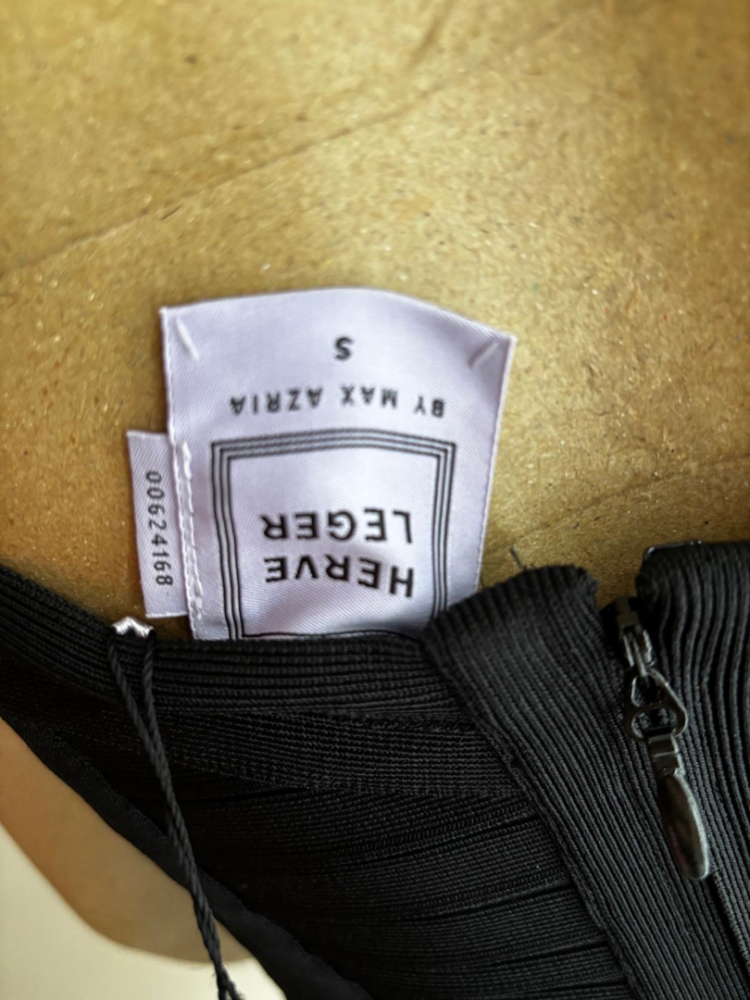 HERVE
LEGER
BY MAX AZRIA
S
00624168